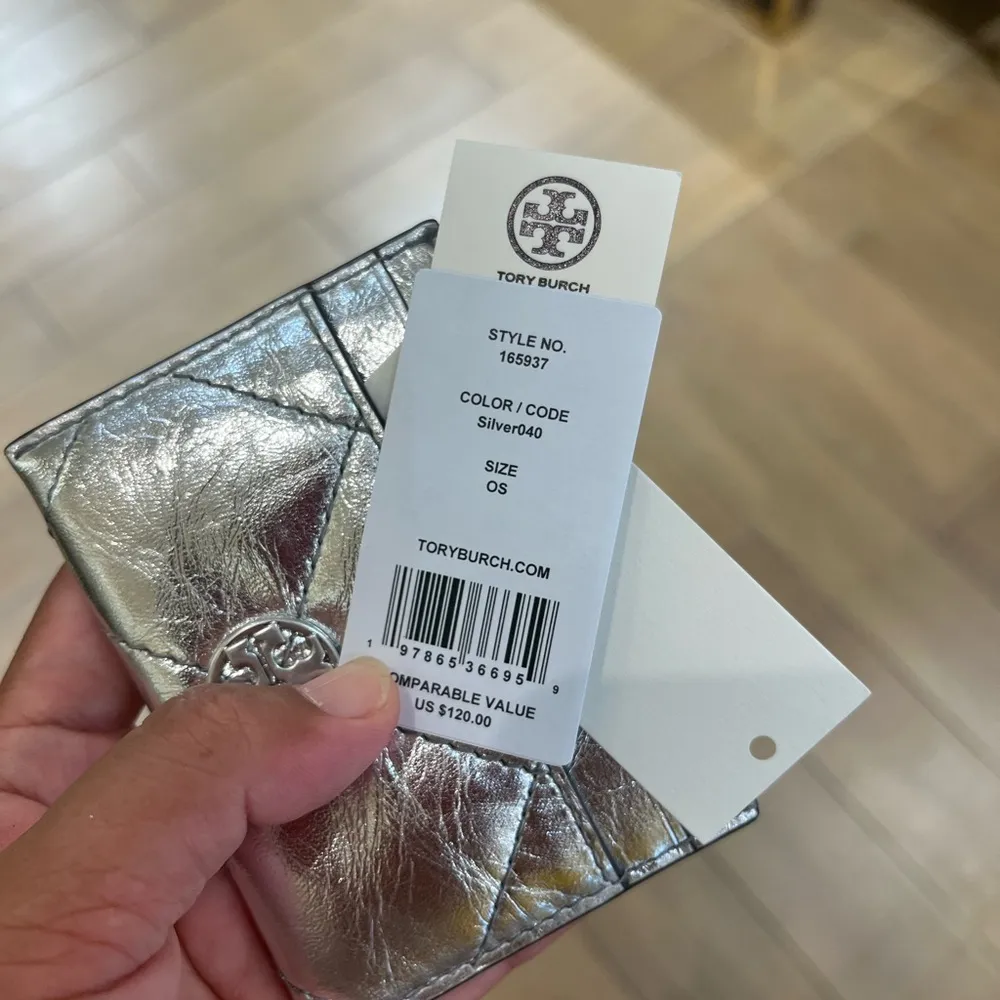 TORY BURCH
STYLE NO.
165937
COLOR / CODE
Silver040
SIZE
OS
TORYBURCH.COM
1 97865 36695 9
OMPARABLE VALUE
US $120.00